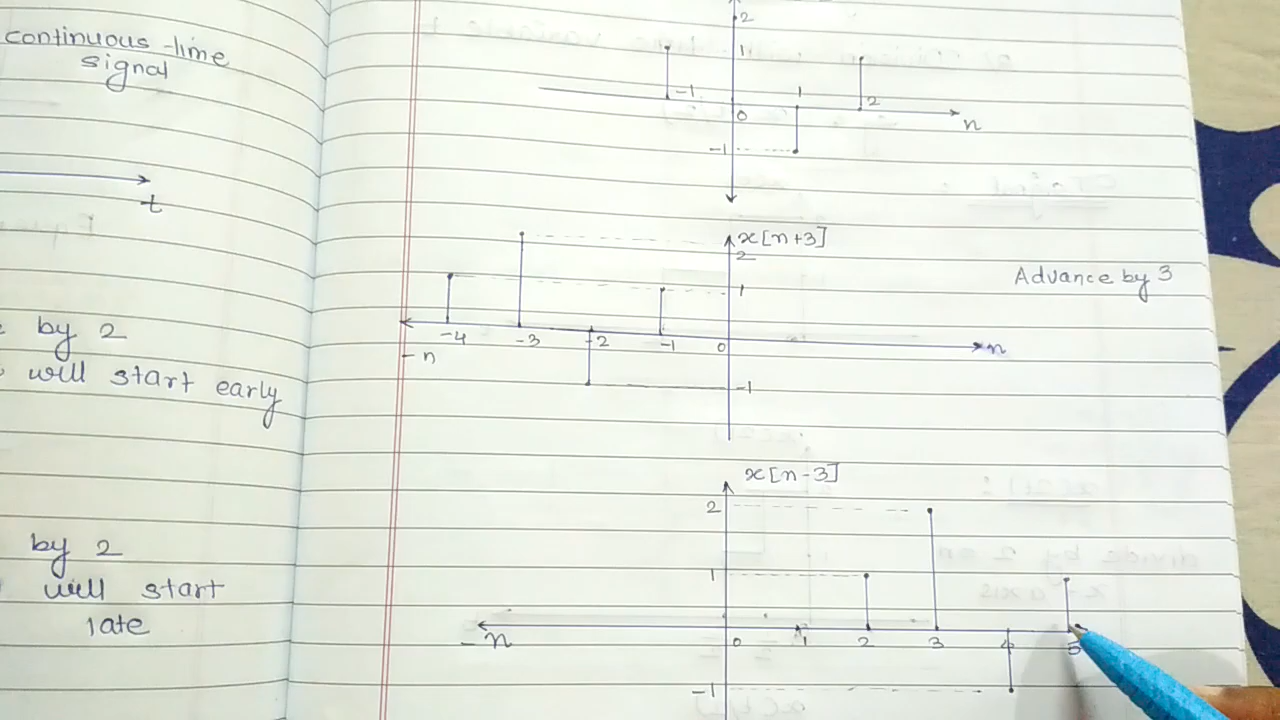 continuous-time
signal
t
by 2
will start early
by 2
will start
late
2
1
-1 1 2
0
n
-1
x[n+3]
2
Advance by 3
1
-4 -3 -2 -1 0 n
-n
-1
x[n-3]
2
1
-n 0 1 2 3 4 5
-1